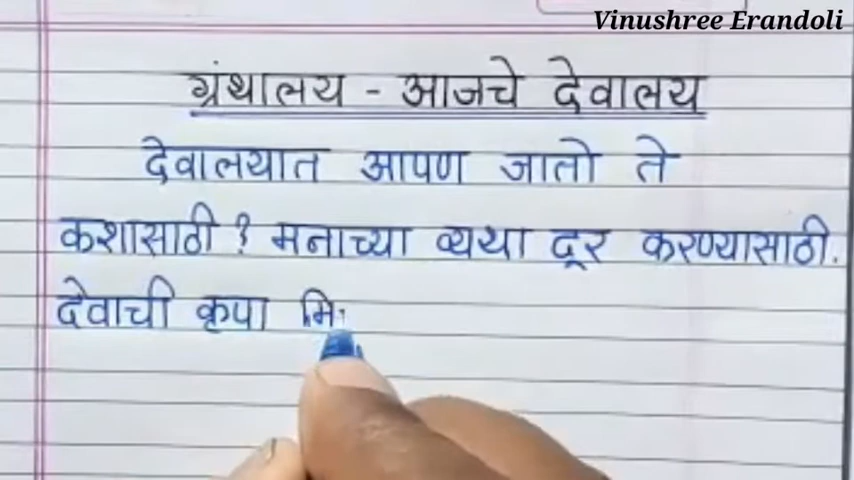 Vinushree Erandoli
ग्रंथालय - आजचे देवालय
देवालयात आपण जातो ते
कशासाठी ? मनाच्या व्यथा दूर करण्यासाठी.
देवाची कृपा मि